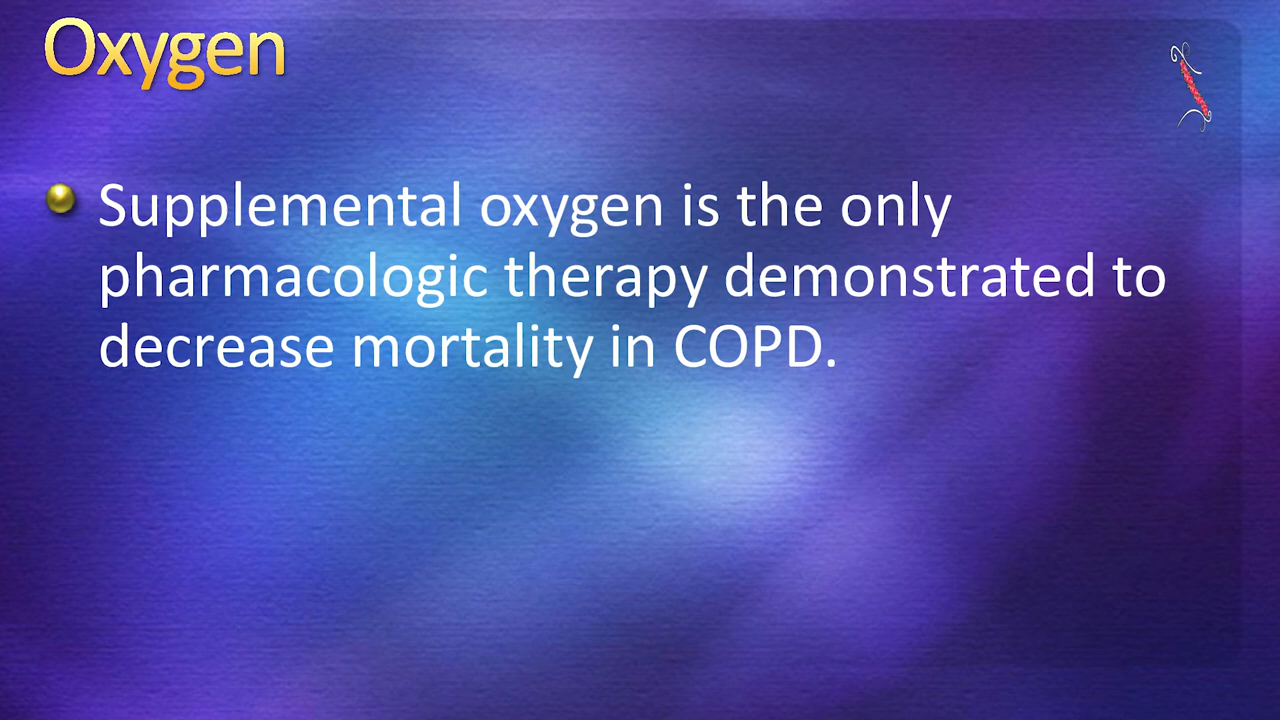 Oxygen
Supplemental oxygen is the only
pharmacologic therapy demonstrated to
decrease mortality in COPD.